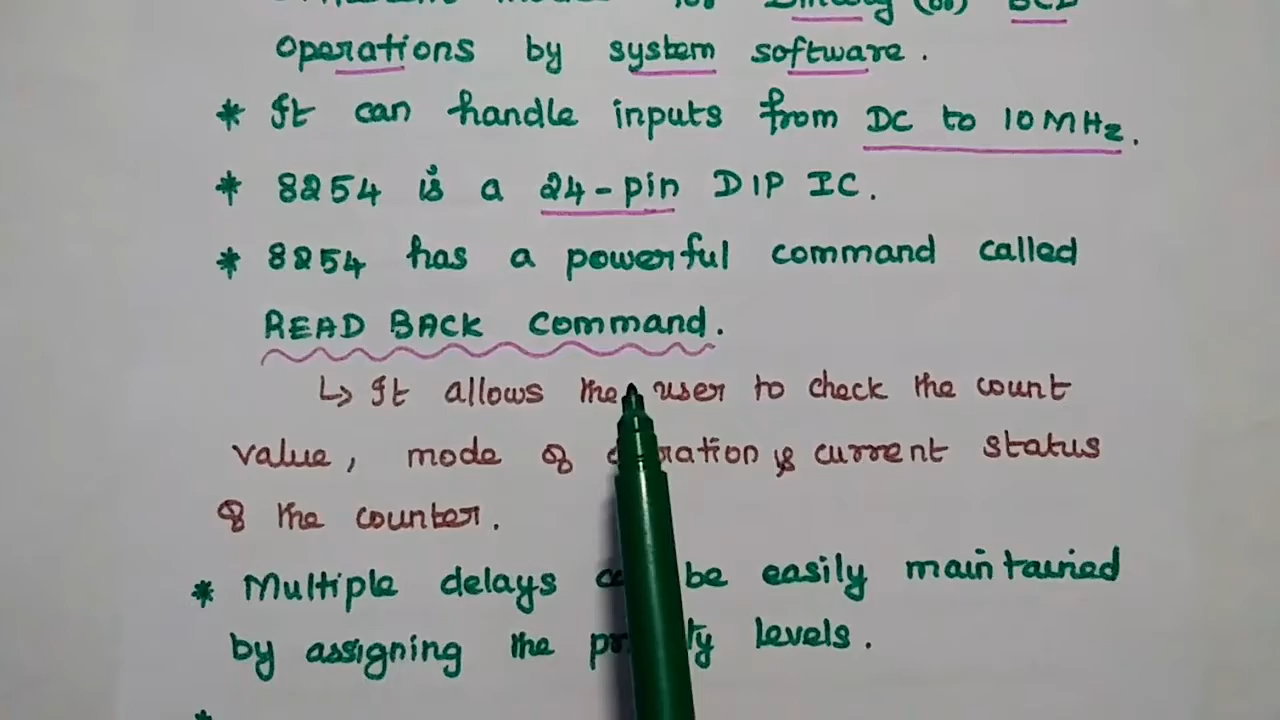 (or) BCD
operations by system software.
* It can handle inputs from DC to 10MHz.
* 8254 is a 24-pin DIP IC.
* 8254 has a powerful command called
READ BACK command.
↳ It allows the user to check the count
value, mode of & current status
of the counter.
* Multiple delays be easily maintained
by assigning the levels.
*